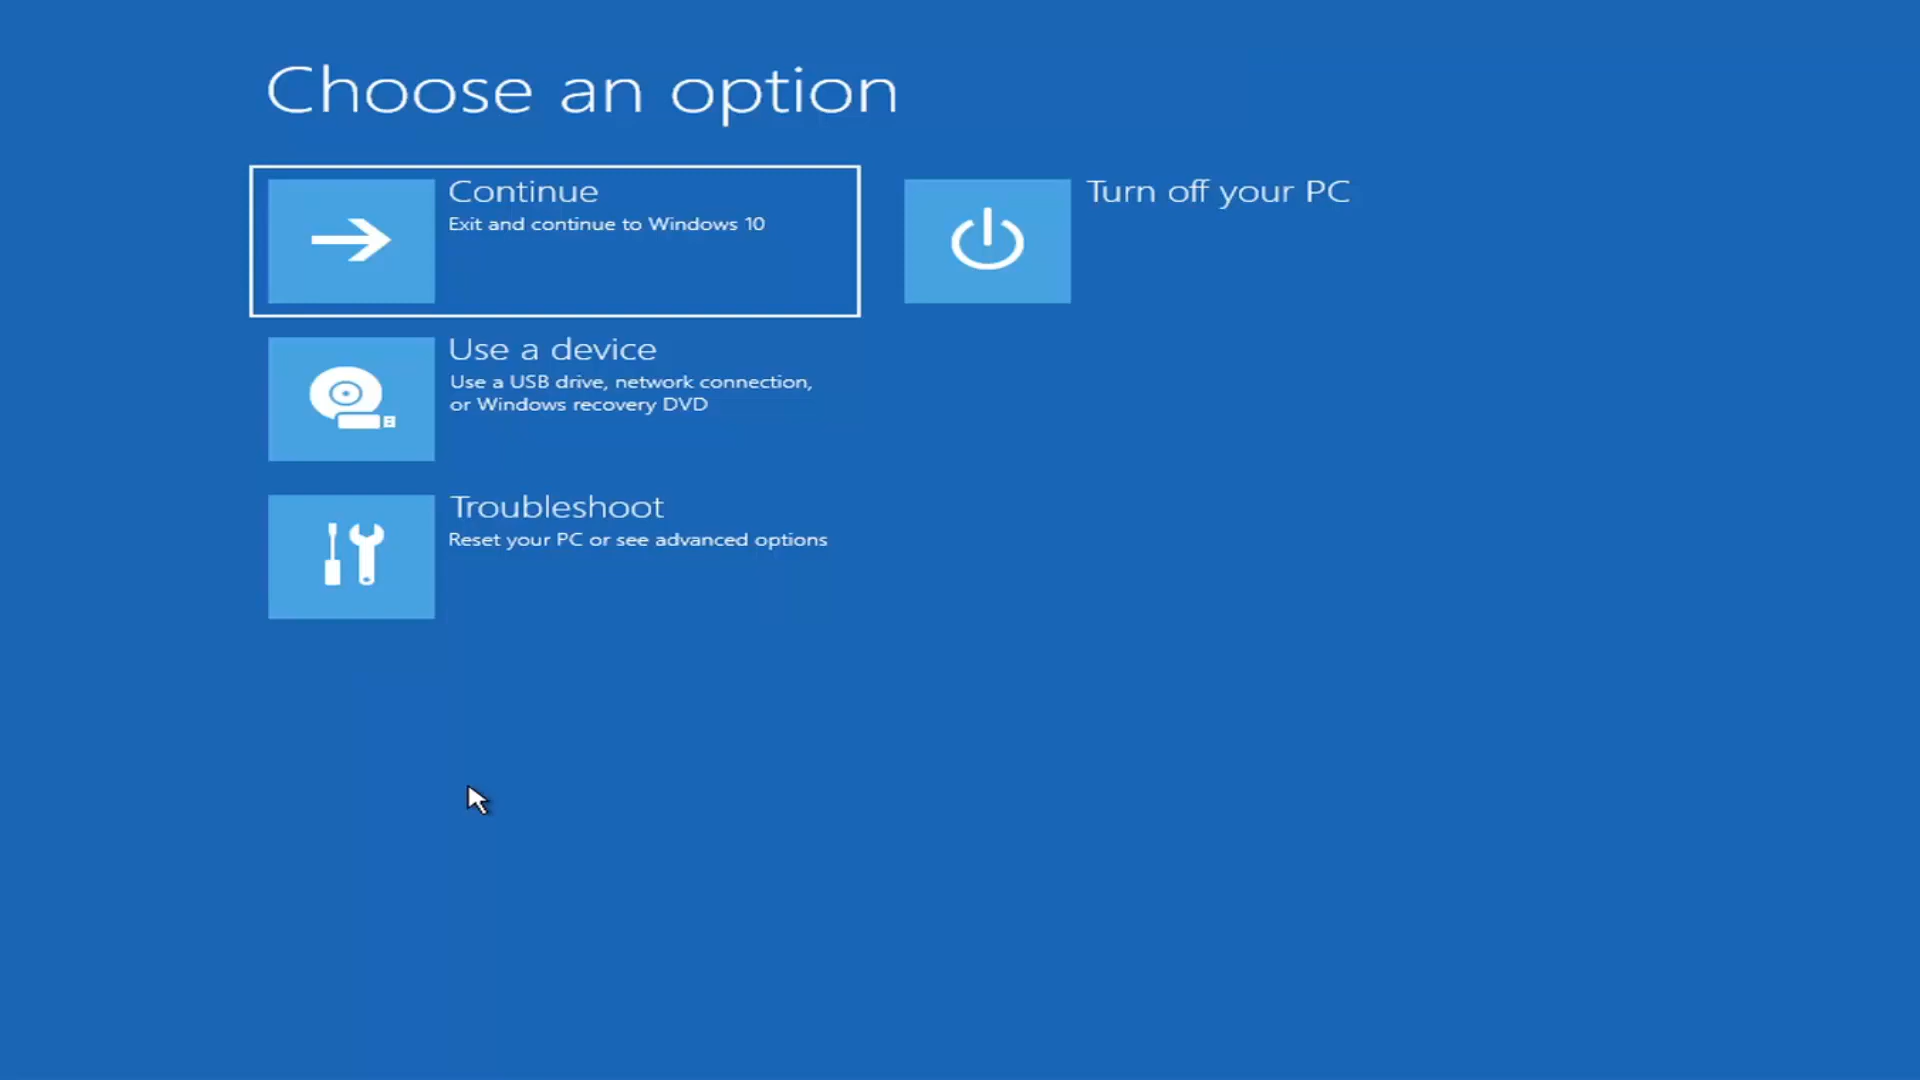 Choose an option
Continue
Exit and continue to Windows 10
Turn off your PC
Use a device
Use a USB drive, network connection,
or Windows recovery DVD
Troubleshoot
Reset your PC or see advanced options